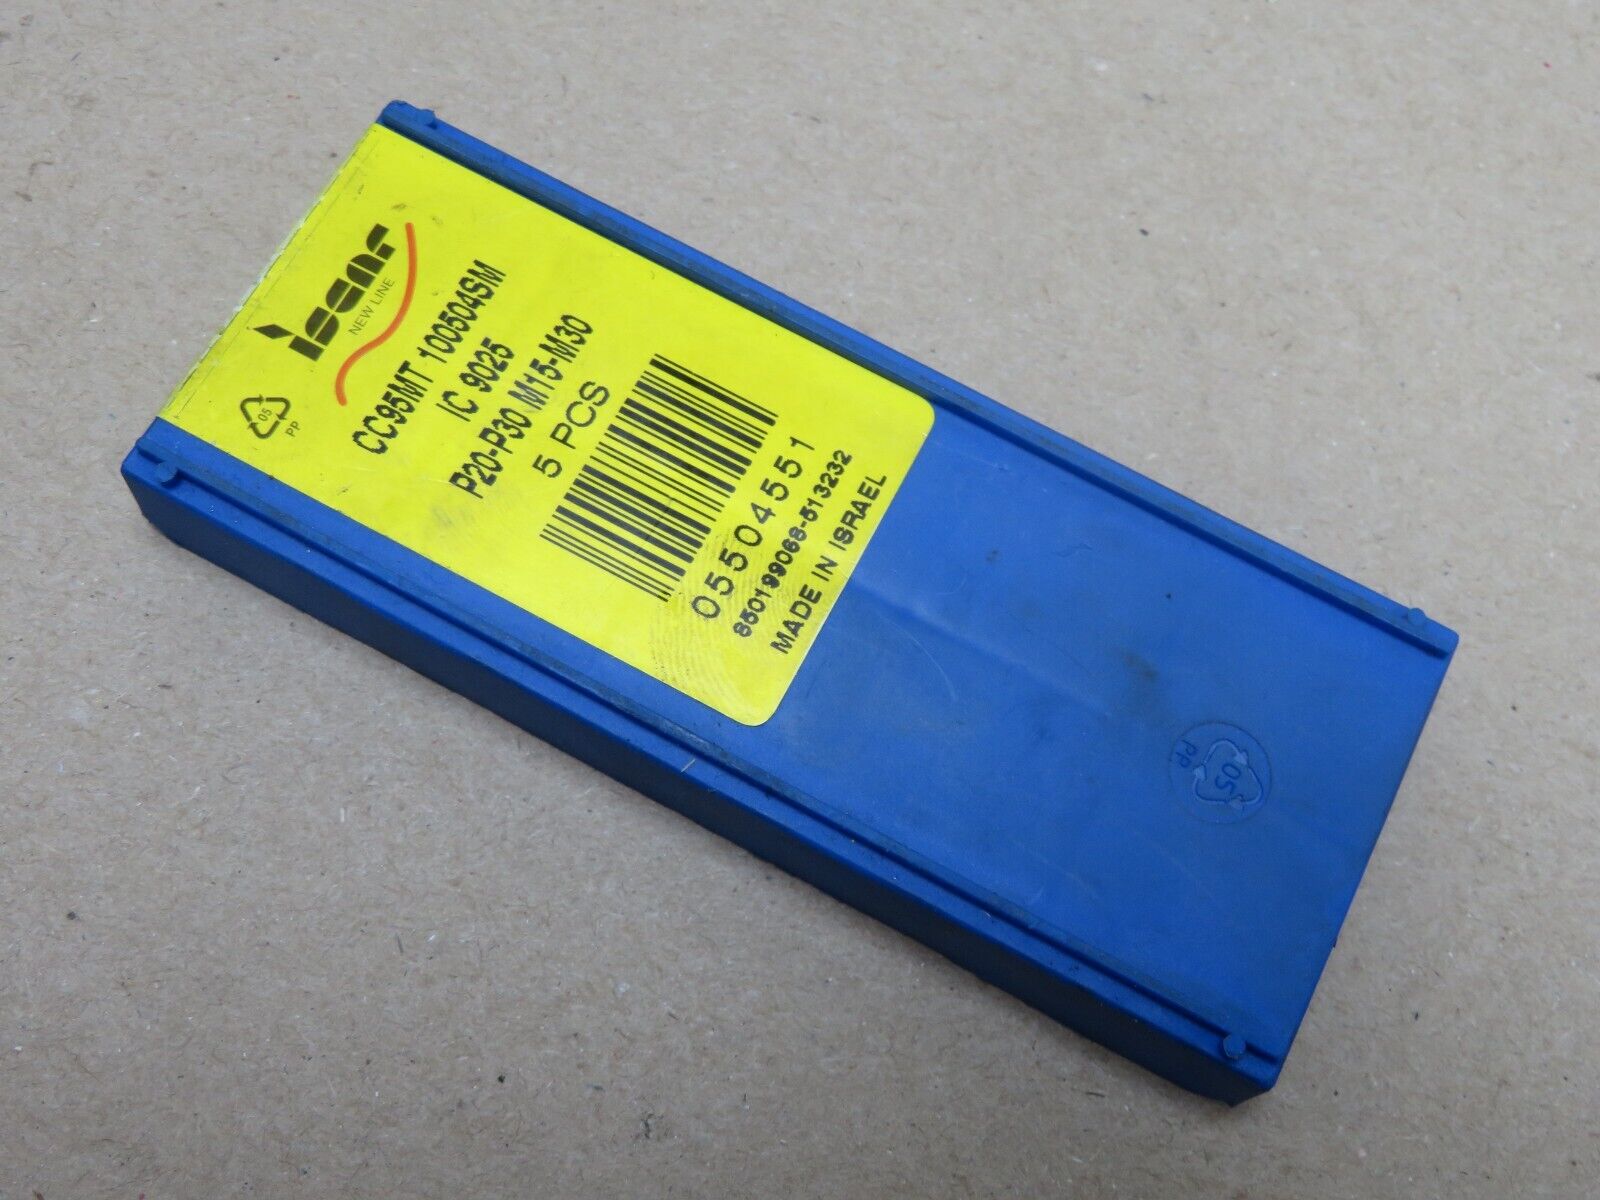 iscar
NEW LINE
05
PP
CC95MT 100504SM
IC 9025
P20-P30 M15-M30
5 PCS
05504551
850199068-513232
MADE IN ISRAEL
05
PP